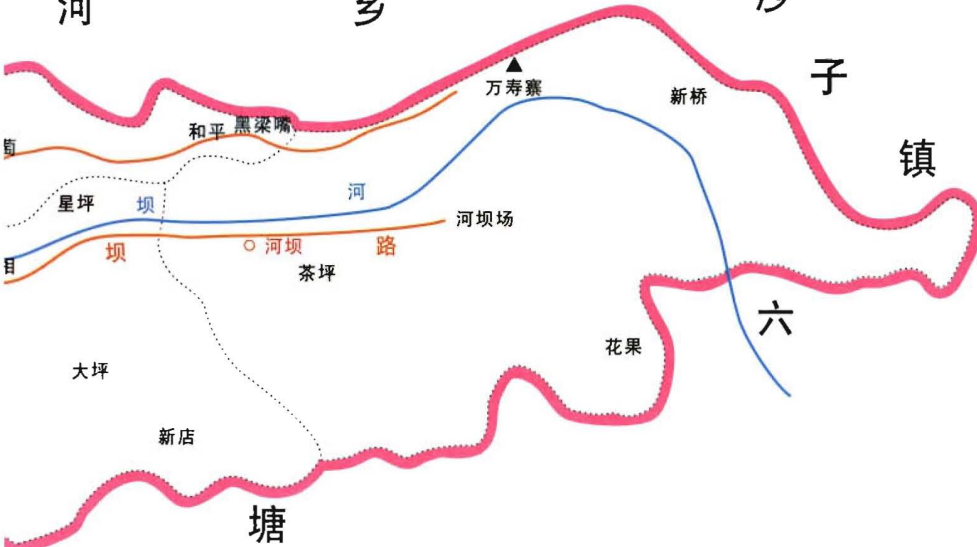 河
乡
子
镇
万寿寨
新桥
和平
黑梁嘴
星坪
坝
河
河坝场
坝
河坝
路
茶坪
六
花果
大坪
新店
塘